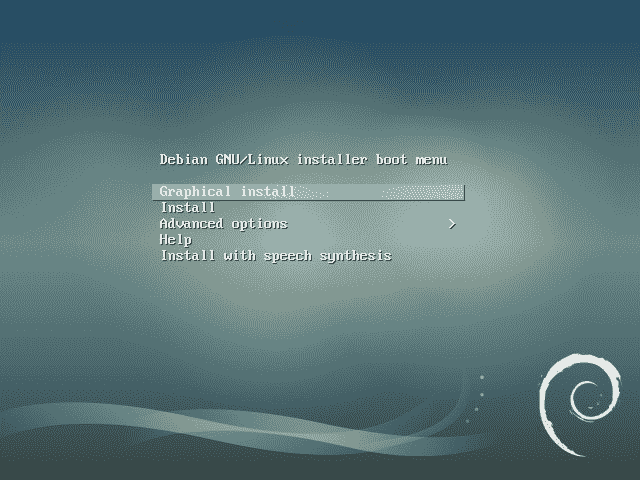 Debian GNU/Linux installer boot menu
Graphical install
Install
Advanced options >
Help
Install with speech synthesis